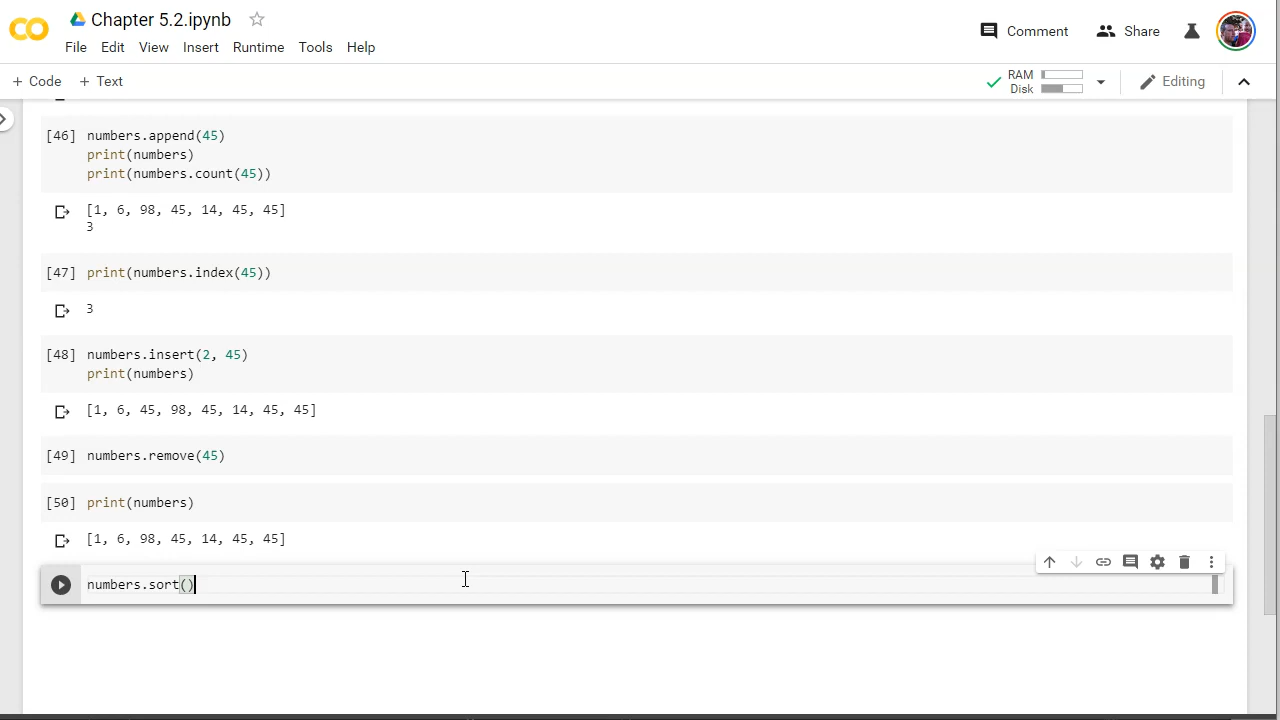 Chapter 5.2.ipynb
File Edit View Insert Runtime Tools Help
Comment Share
+ Code + Text
RAM
Disk
Editing
[46] numbers.append(45)
print(numbers)
print(numbers.count(45))
[1, 6, 98, 45, 14, 45, 45]
3
[47] print(numbers.index(45))
3
[48] numbers.insert(2, 45)
print(numbers)
[1, 6, 45, 98, 45, 14, 45, 45]
[49] numbers.remove(45)
[50] print(numbers)
[1, 6, 98, 45, 14, 45, 45]
numbers.sort()